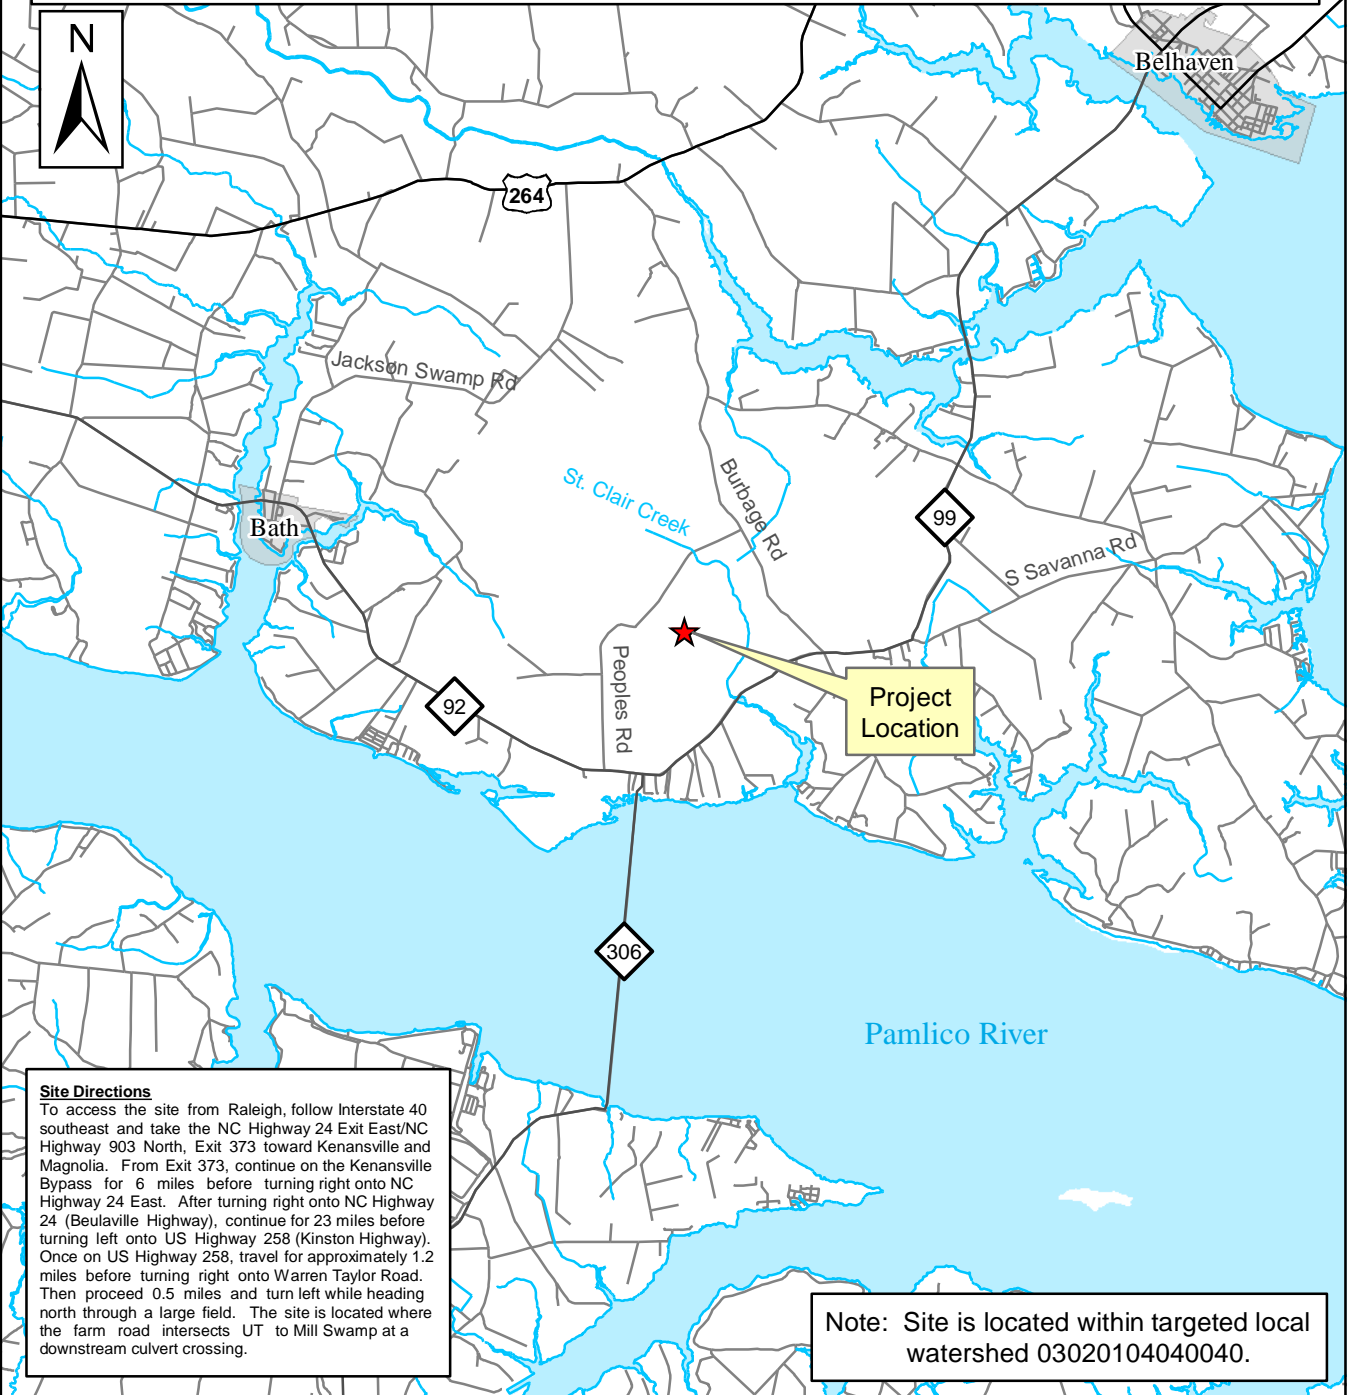 N
Belhaven
264
Jackson Swamp Rd
St. Clair Creek
Burbage Rd
99
Bath
S Savanna Rd
Peoples Rd
92
Project
Location
306
Pamlico River
Site Directions
To access the site from Raleigh, follow Interstate 40
southeast and take the NC Highway 24 Exit East/NC
Highway 903 North, Exit 373 toward Kenansville and
Magnolia. From Exit 373, continue on the Kenansville
Bypass for 6 miles before turning right onto NC
Highway 24 East. After turning right onto NC Highway
24 (Beulaville Highway), continue for 23 miles before
turning left onto US Highway 258 (Kinston Highway).
Once on US Highway 258, travel for approximately 1.2
miles before turning right onto Warren Taylor Road.
Then proceed 0.5 miles and turn left while heading
north through a large field. The site is located where
the farm road intersects UT to Mill Swamp at a
downstream culvert crossing.
Note: Site is located within targeted local
watershed 03020104040040.